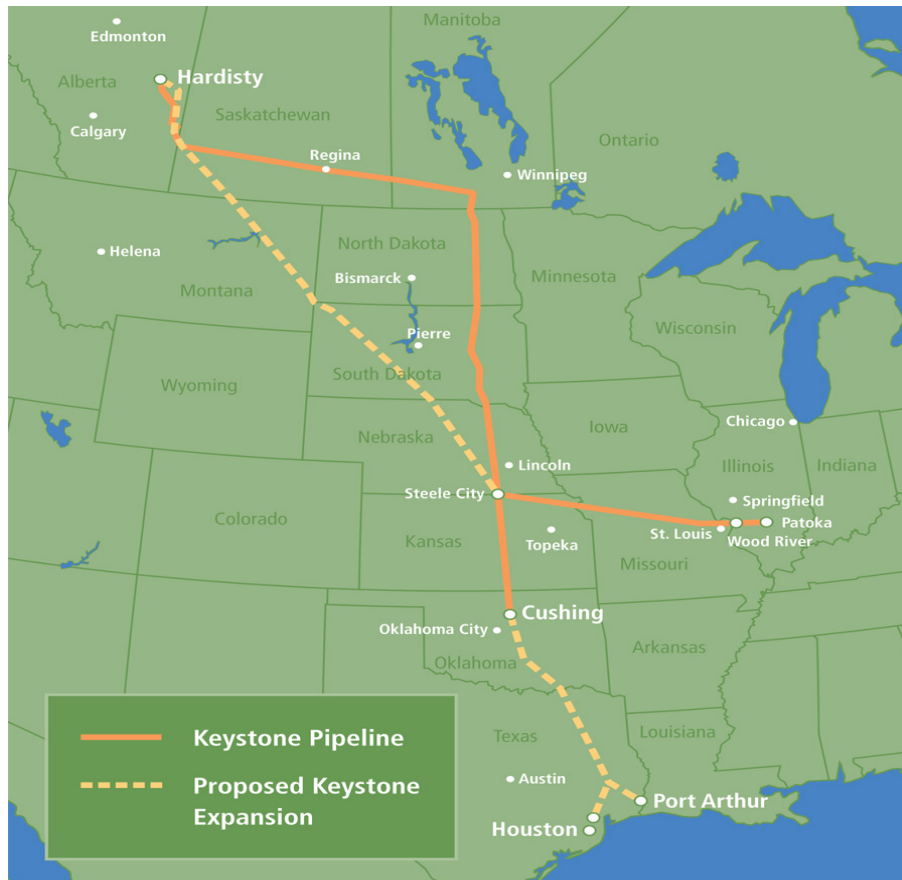 Manitoba
Edmonton
Hardisty
Alberta
Saskatchewan
Calgary
Ontario
Regina
Winnipeg
North Dakota
Helena
Minnesota
Bismarck
Montana
Wisconsin
Pierre
South Dakota
Wyoming
Chicago
Iowa
Nebraska
Lincoln
Illinois
Indiana
Steele City
Springfield
Colorado
Patoka
St. Louis
Wood River
Kansas
Topeka
Missouri
Cushing
Oklahoma City
Arkansas
Oklahoma
Louisiana
Texas
Keystone Pipeline
Austin
Proposed Keystone
Expansion
Port Arthur
Houston